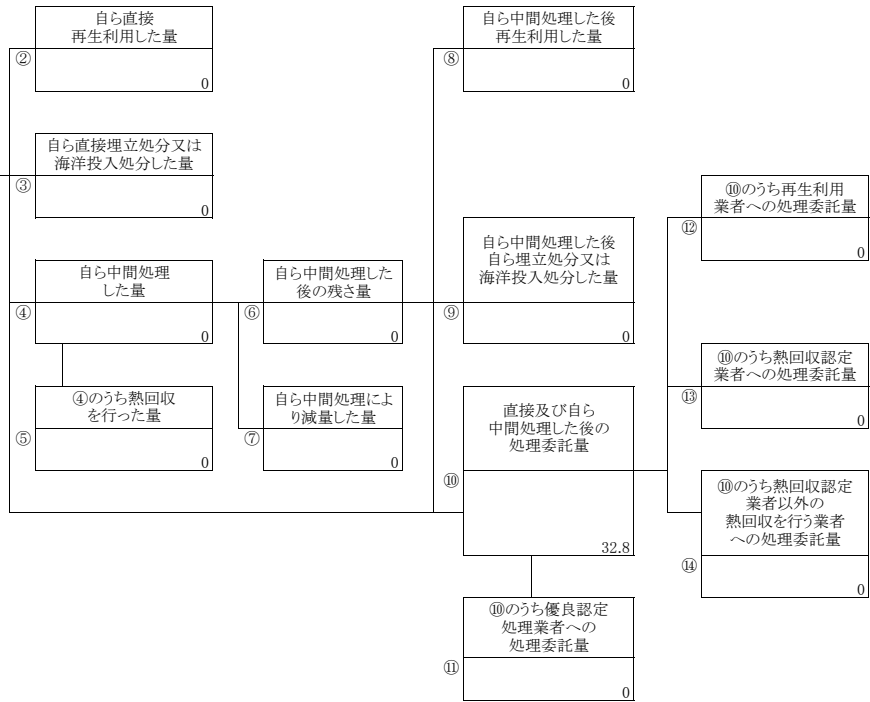 自ら直接
再生利用した量
②
0
自ら中間処理した後
再生利用した量
⑧
0
自ら直接埋立処分又は
海洋投入処分した量
③
0
⑩のうち再生利用
業者への処理委託量
⑫
0
自ら中間処理
した量
④
0
自ら中間処理した
後の残さ量
⑥
0
自ら中間処理した後
自ら埋立処分又は
海洋投入処分した量
⑨
0
⑩のうち熱回収認定
業者への処理委託量
⑬
0
④のうち熱回収
を行った量
⑤
0
自ら中間処理によ
り減量した量
⑦
0
直接及び自ら
中間処理した後の
処理委託量
⑩
32.8
⑩のうち熱回収認定
業者以外の
熱回収を行う業者
への処理委託量
⑭
0
⑩のうち優良認定
処理業者への
処理委託量
⑪
0